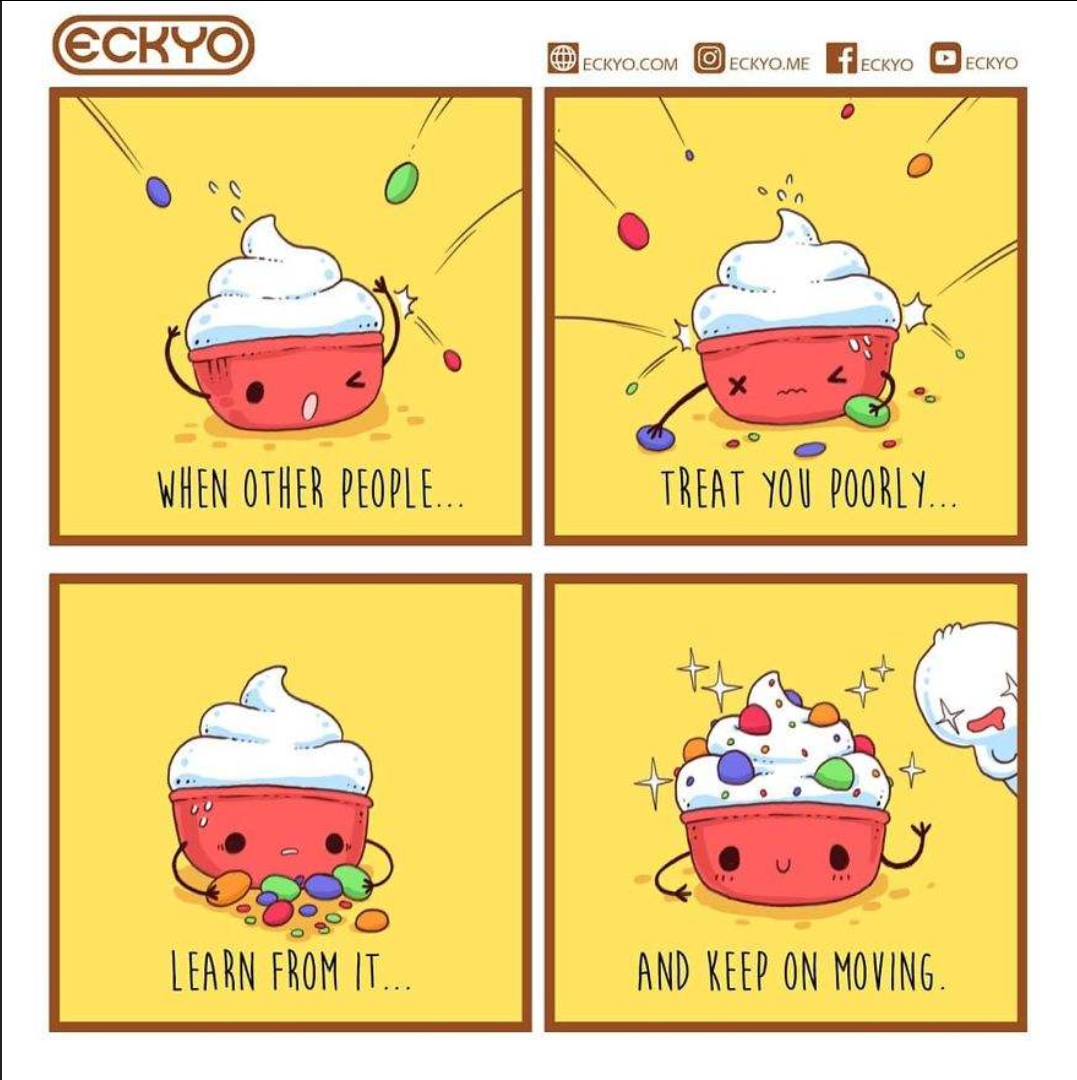 ECKYO
ECKYO.COM ECKYO.ME ECKYO ECKYO
WHEN OTHER PEOPLE...
TREAT YOU POORLY...
LEARN FROM IT...
AND KEEP ON MOVING.